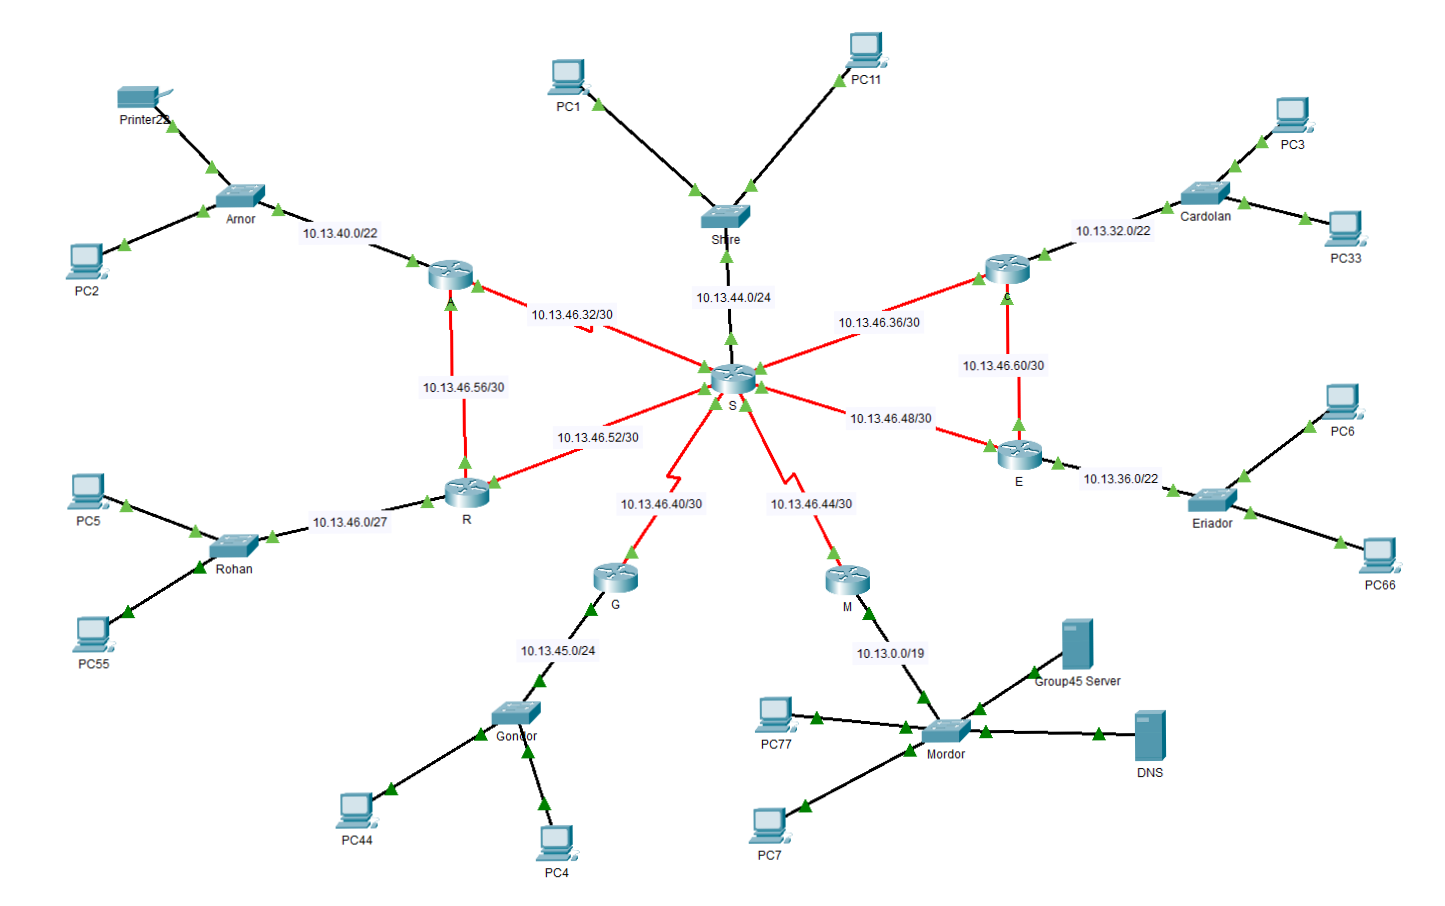 PC1
PC11
Printer22
PC3
Arnor
Shire
Cardolan
10.13.40.0/22
10.13.32.0/22
PC2
PC33
A
C
10.13.44.0/24
10.13.46.32/30
10.13.46.36/30
10.13.46.56/30
10.13.46.60/30
S
10.13.46.52/30
10.13.46.48/30
PC6
E
10.13.36.0/22
10.13.46.40/30
10.13.46.44/30
PC5
R
10.13.46.0/27
Eriador
Rohan
PC66
G
M
10.13.45.0/24
10.13.0.0/19
PC55
Group45 Server
Gondor
PC77
Mordor
DNS
PC44
PC7
PC4